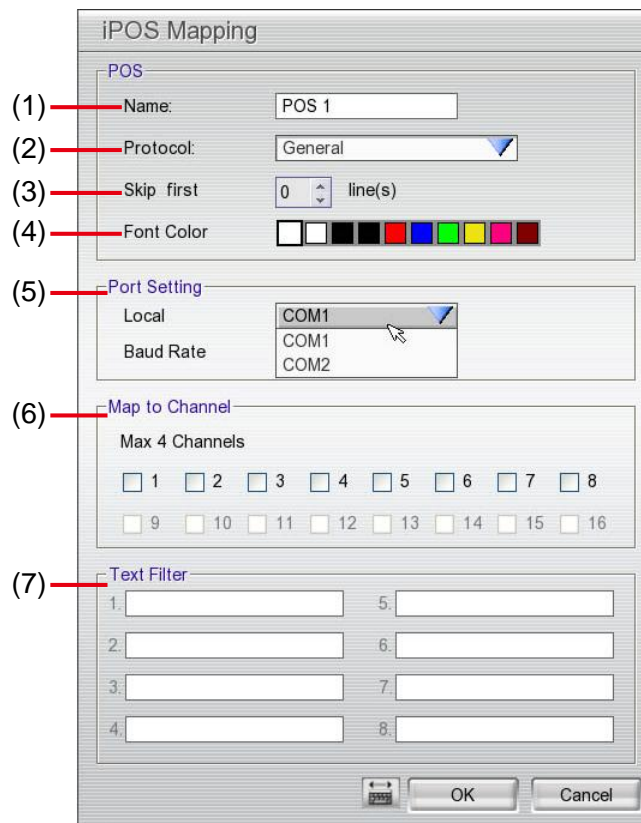 iPOS Mapping
POS
(1) Name: POS 1
(2) Protocol: General
(3) Skip first 0 line(s)
(4) Font Color
(5) Port Setting
Local COM1
COM1
Baud Rate
COM2
(6) Map to Channel
Max 4 Channels
1 2 3 4 5 6 7 8
9 10 11 12 13 14 15 16
(7) Text Filter
1. 5.
2. 6.
3. 7.
4. 8.
OK Cancel